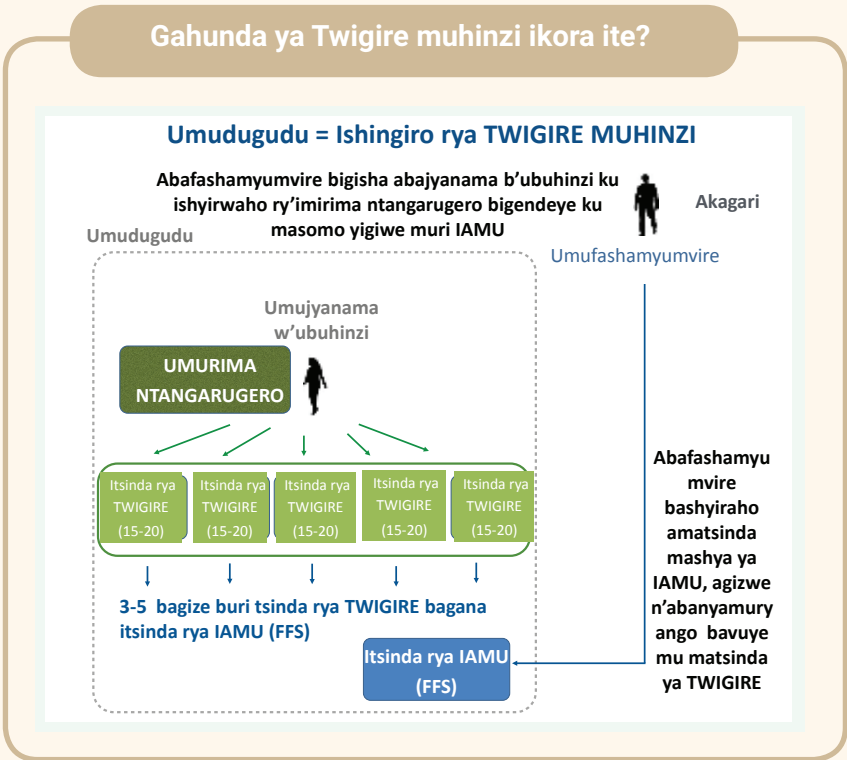 Gahunda ya Twigire muhinzi ikora ite?
Umudugudu = Ishingiro rya TWIGIRE MUHINZI
Abafashamyumvire bigisha abajyanama b'ubuhinzi ku
ishyirwaho ry'imirima ntangarugero bigendeye ku
masomo yigiwe muri IAMU
Akagari
Umufashamyumvire
Umudugudu
Umujyanama
w'ubuhinzi
UMURIMA
NTANGARUGERO
Itsinda rya
TWIGIRE
(15-20)
Itsinda rya
TWIGIRE
(15-20)
Itsinda rya
TWIGIRE
(15-20)
Itsinda rya
TWIGIRE
(15-20)
Itsinda rya
TWIGIRE
(15-20)
3-5 bagize buri tsinda rya TWIGIRE bagana
itsinda rya IAMU (FFS)
Itsinda rya IAMU
(FFS)
Abafashamyu
mvire
bashyiraho
amatsinda
mashya ya
IAMU, agizwe
n'abanyamury
ango bavuye
mu matsinda
ya TWIGIRE